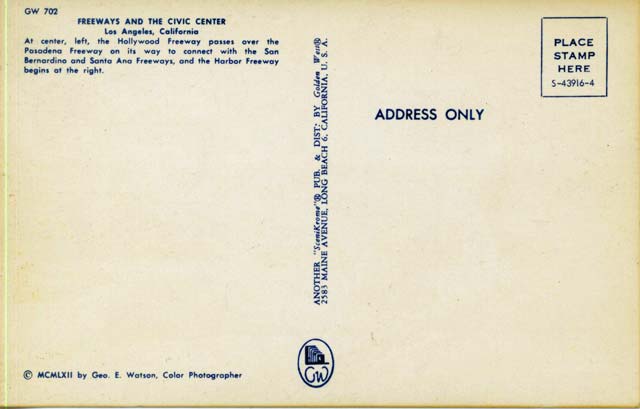 GW 702
FREEWAYS AND THE CIVIC CENTER
Los Angeles, California
At center, left, the Hollywood Freeway passes over the
Pasadena Freeway on its way to connect with the San
Bernardino and Santa Ana Freeways, and the Harbor Freeway
begins at the right.
© MCMLXII by Geo. E. Watson, Color Photographer
ANOTHER "SceniKrome"® PUB. & DIST: BY Golden West®
2583 MAINE AVENUE, LONG BEACH 6, CALIFORNIA, U. S. A.
GW
PLACE
STAMP
HERE
S-43916-4
ADDRESS ONLY